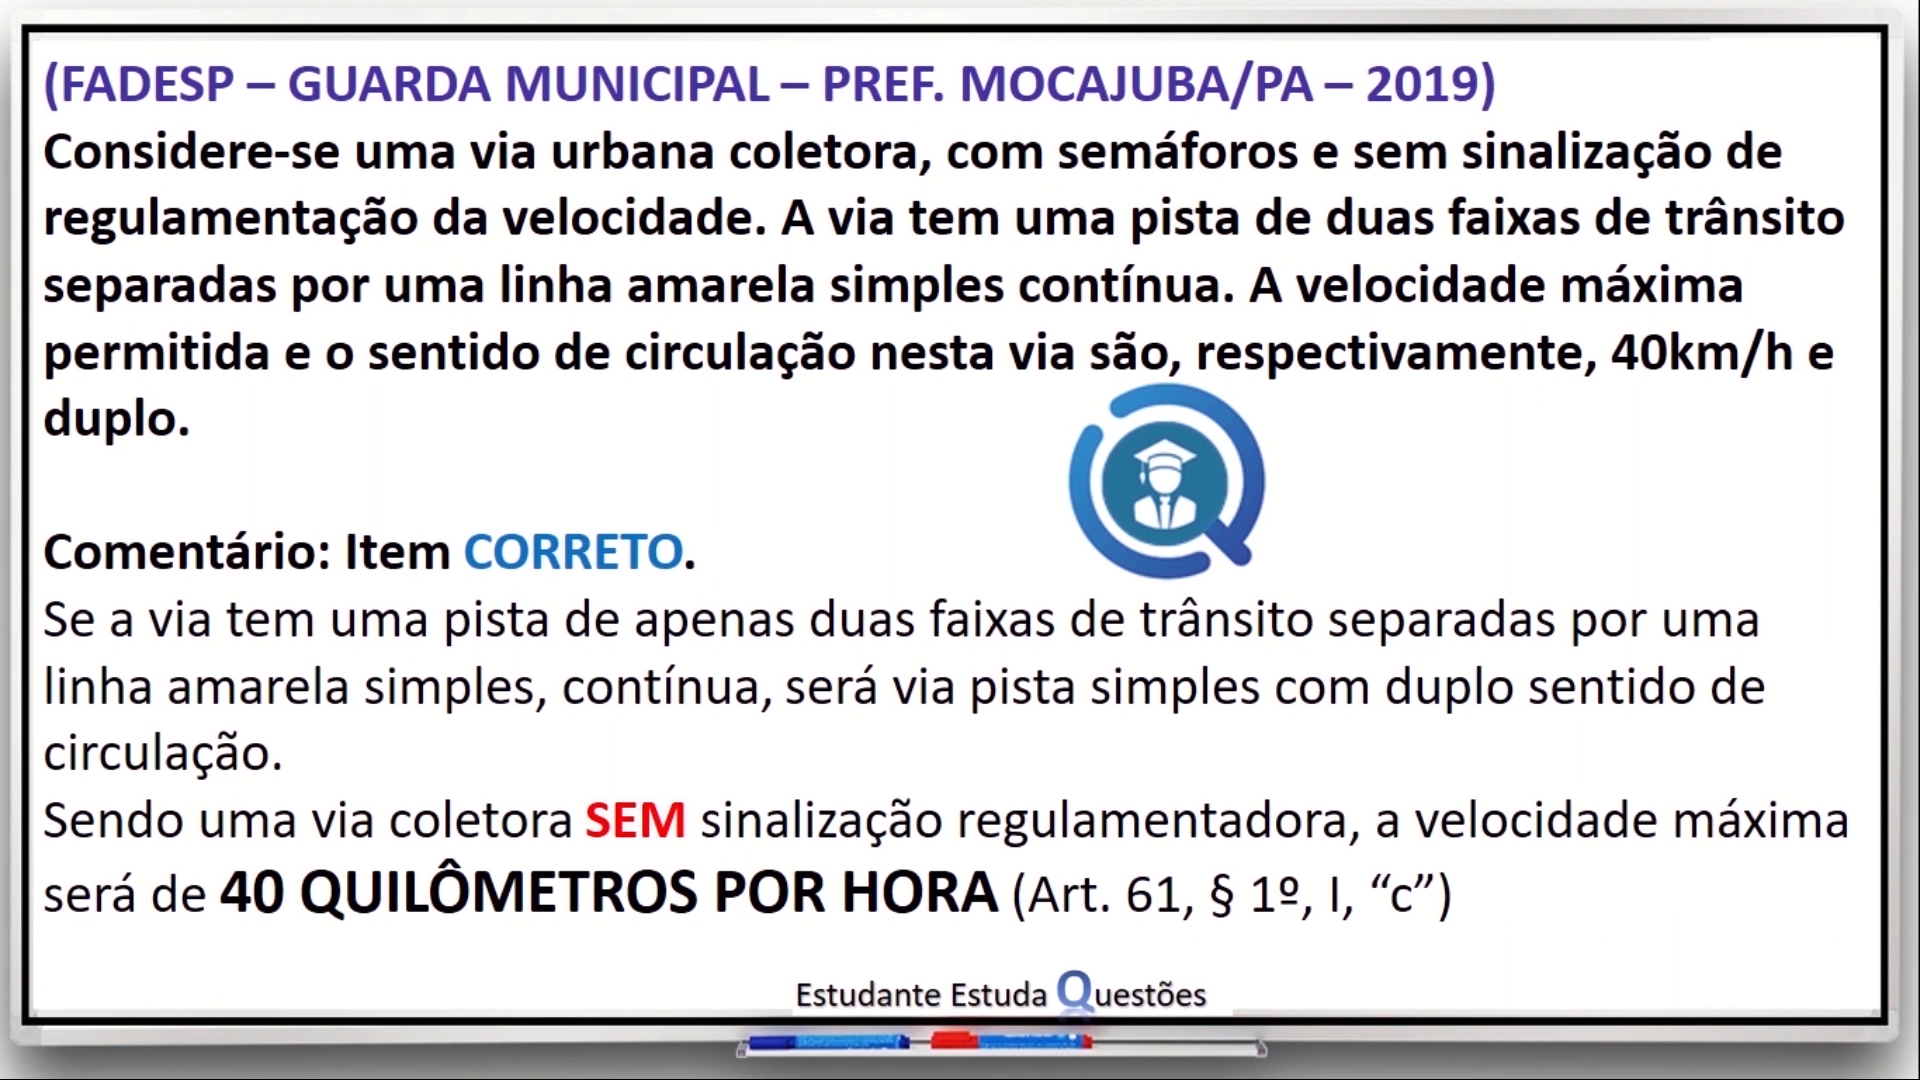 (FADESP – GUARDA MUNICIPAL – PREF. MOCAJUBA/PA – 2019)
Considere-se uma via urbana coletora, com semáforos e sem sinalização de
regulamentação da velocidade. A via tem uma pista de duas faixas de trânsito
separadas por uma linha amarela simples contínua. A velocidade máxima
permitida e o sentido de circulação nesta via são, respectivamente, 40km/h e
duplo.
Comentário: Item CORRETO.
Se a via tem uma pista de apenas duas faixas de trânsito separadas por uma
linha amarela simples, contínua, será via pista simples com duplo sentido de
circulação.
Sendo uma via coletora SEM sinalização regulamentadora, a velocidade máxima
será de 40 QUILÔMETROS POR HORA (Art. 61, § 1º, I, “c”)
Estudante Estuda Questões